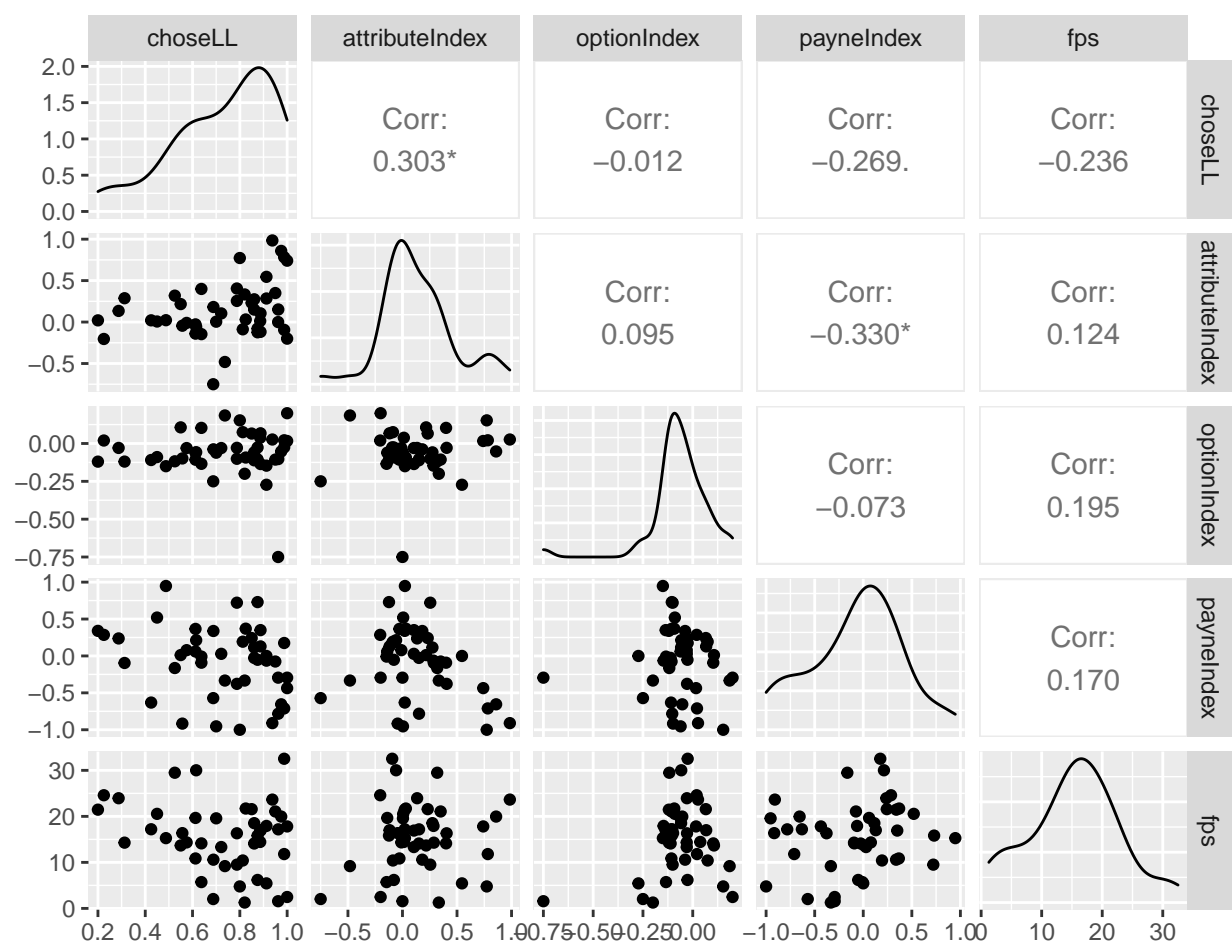 choseLL attributeIndex optionIndex payneIndex fps
2.0
1.5
1.0
0.5
0.0
Corr:
0.303*
Corr:
−0.012
Corr:
−0.269.
Corr:
−0.236
choseLL
1.0
0.5
0.0
−0.5
Corr:
0.095
Corr:
−0.330*
Corr:
0.124
attributeIndex
0.00
−0.25
−0.50
−0.75
Corr:
−0.073
Corr:
0.195
optionIndex
1.0
0.5
0.0
−0.5
−1.0
Corr:
0.170
payneIndex
30
20
10
0
fps
0.2 0.4 0.6 0.8 1.0
−0.5 0.0 0.5 1.0
−0.75 −0.50 −0.25 0.00
−1.0 −0.5 0.0 0.5 1.0
0 10 20 30